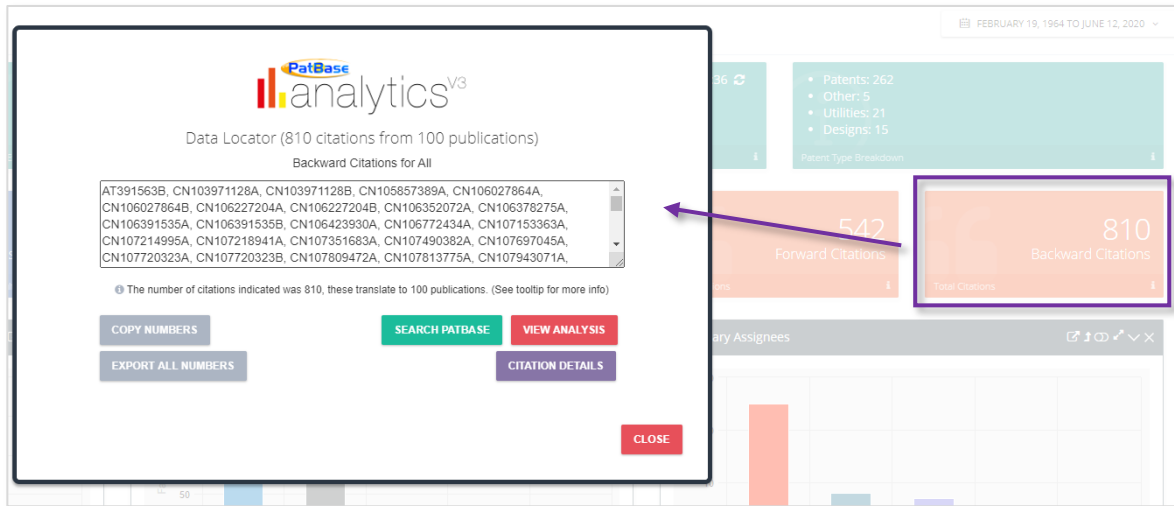 FEBRUARY 19, 1964 TO JUNE 12, 2020
PatBase
analytics V3
Data Locator (810 citations from 100 publications)
Backward Citations for All
AT391563B, CN103971128A, CN103971128B, CN105857389A, CN106027864A,
CN106027864B, CN106227204A, CN106227204B, CN106352072A, CN106378275A,
CN106391535A, CN106391535B, CN106423930A, CN106772434A, CN107153363A,
CN107214995A, CN107218941A, CN107351683A, CN107490382A, CN107697045A,
CN107720323A, CN107720323B, CN107809472A, CN107813775A, CN107943071A,
The number of citations indicated was 810, these translate to 100 publications. (See tooltip for more info)
COPY NUMBERS
SEARCH PATBASE
VIEW ANALYSIS
EXPORT ALL NUMBERS
CITATION DETAILS
CLOSE
36
• Patents: 262
• Other: 5
• Utilities: 21
• Designs: 15
Patent Type Breakdown
542
Forward Citations
810
Backward Citations
Total Citations
ary Assignees
50